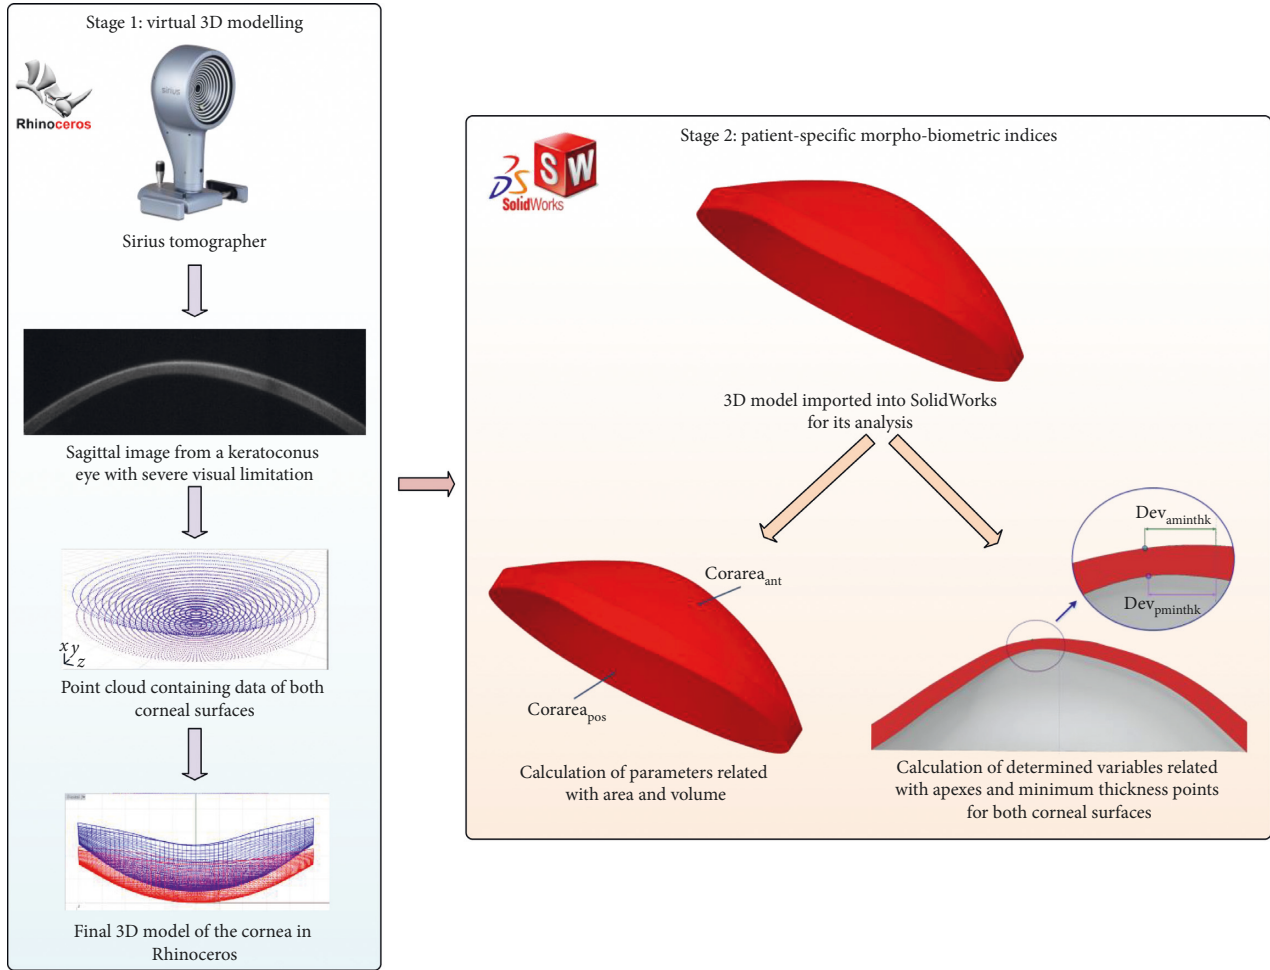 Stage 1: virtual 3D modelling
Rhinoceros
sirius
Sirius tomographer
Sagittal image from a keratoconus
eye with severe visual limitation
x y
z
Point cloud containing data of both
corneal surfaces
Final 3D model of the cornea in
Rhinoceros
Stage 2: patient-specific morpho-biometric indices
SW
DS
SolidWorks
3D model imported into SolidWorks
for its analysis
Corarea_ant
Corarea_pos
Calculation of parameters related
with area and volume
Dev_aminthk
Dev_pminthk
Calculation of determined variables related
with apexes and minimum thickness points
for both corneal surfaces